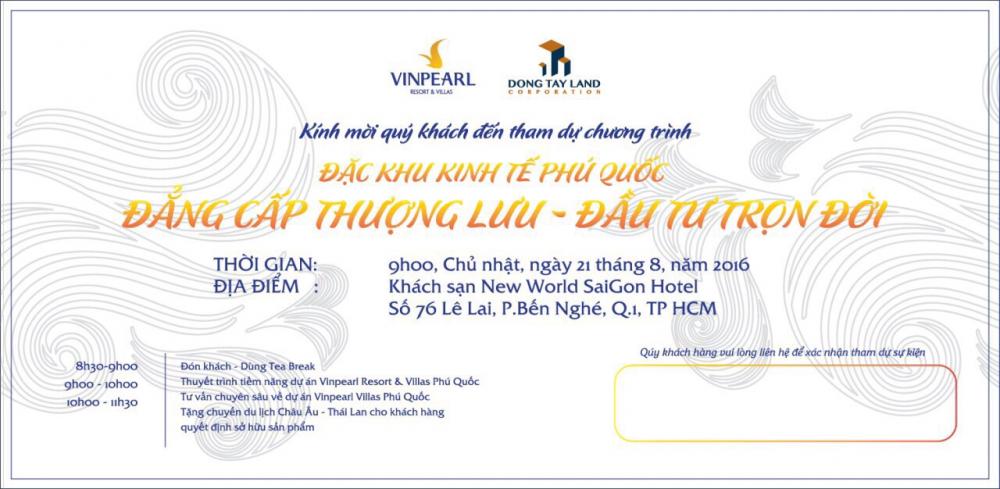 VINPEARL
RESORT & VILLAS
DONG TAY LAND
CORPORATION
Kính mời quý khách đến tham dự chương trình
ĐẶC KHU KINH TẾ PHÚ QUỐC
ĐẲNG CẤP THƯỢNG LƯU - ĐẦU TƯ TRỌN ĐỜI
THỜI GIAN: 9h00, Chủ nhật, ngày 21 tháng 8, năm 2016
ĐỊA ĐIỂM : Khách sạn New World SaiGon Hotel
Số 76 Lê Lai, P.Bến Nghé, Q.1, TP HCM
8h30-9h00 Đón khách - Dùng Tea Break
9h00 - 10h00 Thuyết trình tiềm năng dự án Vinpearl Resort & Villas Phú Quốc
10h00 - 11h30 Tư vấn chuyên sâu về dự án Vinpearl Villas Phú Quốc
Tặng chuyến du lịch Châu Âu - Thái Lan cho khách hàng
quyết định sở hữu sản phẩm
Qúy khách hàng vui lòng liên hệ để xác nhận tham dự sự kiện